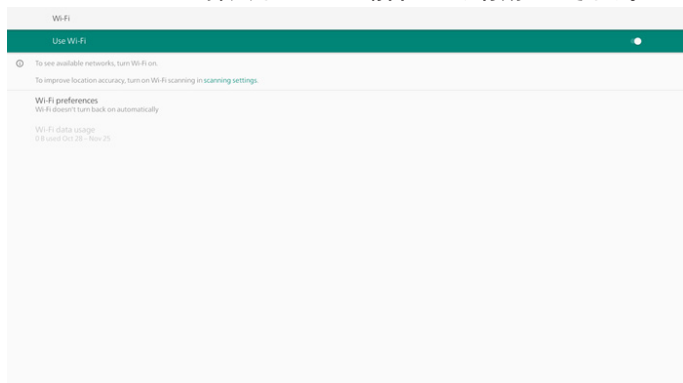 Wi-Fi
Use Wi-Fi
To see available networks, turn Wi-Fi on.
To improve location accuracy, turn on Wi-Fi scanning in scanning settings.
Wi-Fi preferences
Wi-Fi doesn't turn back on automatically
Wi-Fi data usage
0 B used Oct 28 – Nov 25